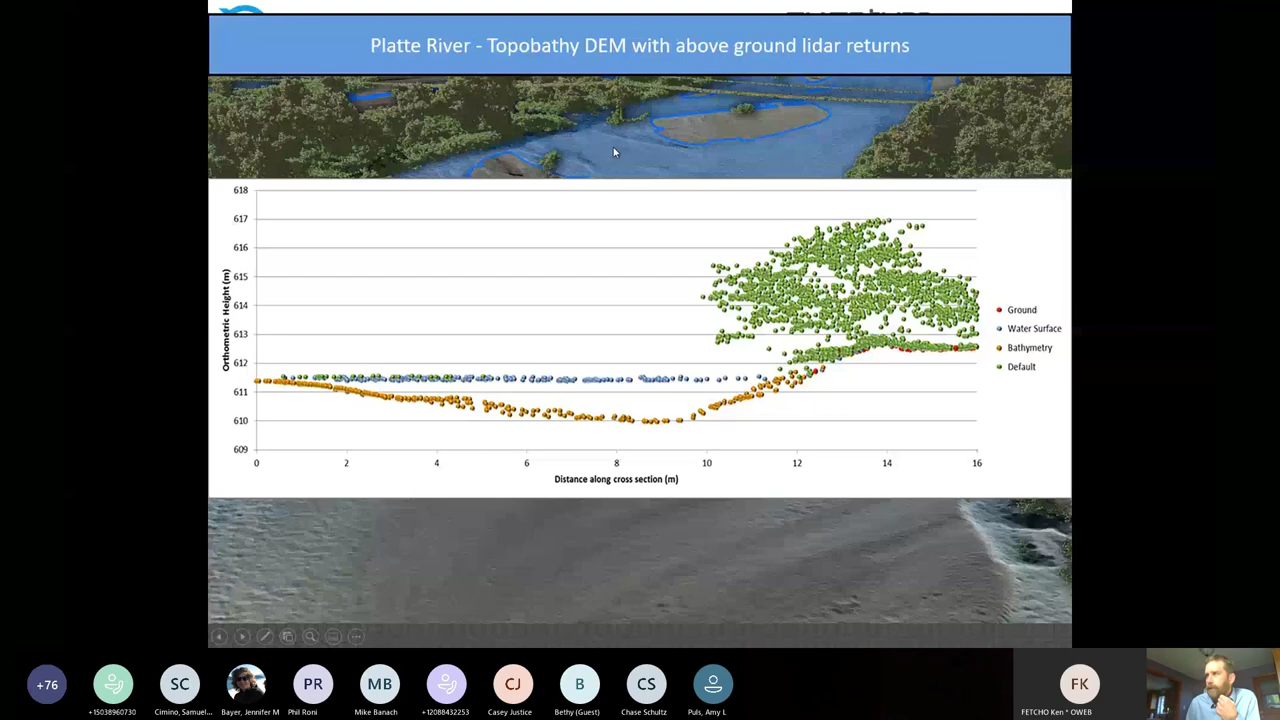 Platte River - Topobathy DEM with above ground lidar returns
618
617
616
615
614
613
612
611
610
609
Orthometric Height (m)
0 2 4 6 8 10 12 14 16
Distance along cross section (m)
Ground
Water Surface
Bathymetry
Default
+76
SC
PR
MB
CJ
B
CS
FK
+15038960730
Cimino, Samuel...
Bayer, Jennifer M
Phil Roni
Mike Banach
+12088432253
Casey Justice
Bethy (Guest)
Chase Schultz
Puls, Amy L
FETCHO Ken * OWEB